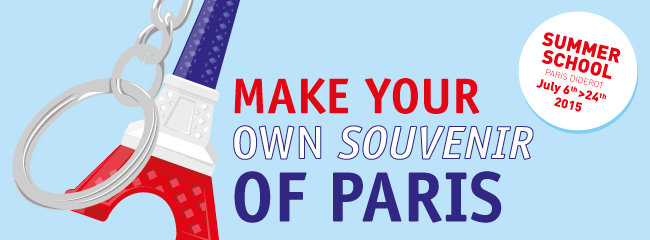 MAKE YOUR
OWN SOUVENIR
OF PARIS
SUMMER
SCHOOL
PARIS DIDEROT
July 6th>24th
2015